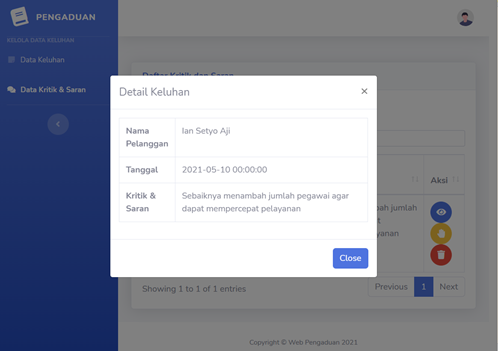 PENGADUAN
KELOLA DATA KELUHAN
Data Keluhan
Data Kritik & Saran
Daftar Kritik dan Saran
Detail Keluhan
×
Nama Pelanggan
Ian Setyo Aji
Tanggal
2021-05-10 00:00:00
Kritik & Saran
Sebaiknya menambah jumlah pegawai agar
dapat mempercepat pelayanan
Close
Aksi
jumlah
Showing 1 to 1 of 1 entries
Previous
1
Next
Copyright © Web Pengaduan 2021